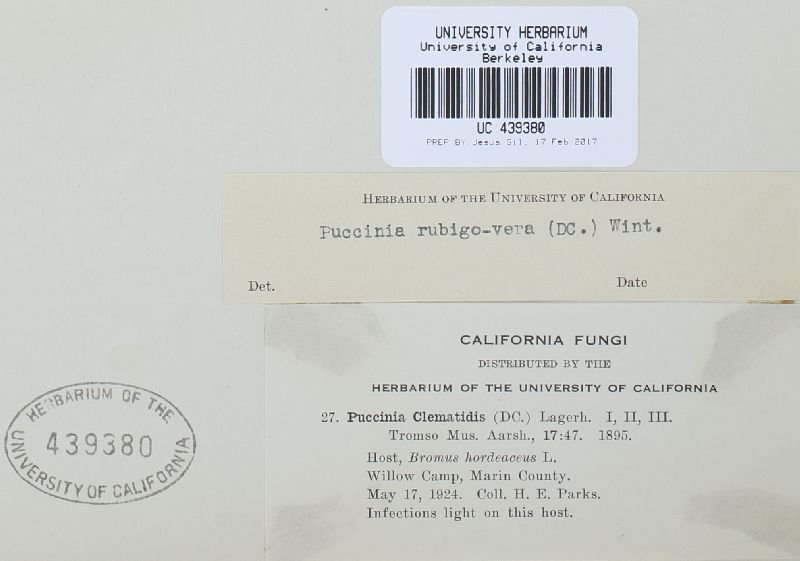 UNIVERSITY HERBARIUM
University of California
Berkeley
UC 439380
PREP BY Jesus Gil, 17 Feb 2017
HERBARIUM OF THE UNIVERSITY OF CALIFORNIA
Puccinia rubigo-vera (DC.) Wint.
Det. Date
CALIFORNIA FUNGI
DISTRIBUTED BY THE
HERBARIUM OF THE UNIVERSITY OF CALIFORNIA
27. Puccinia Clematidis (DC.) Lagerh. I, II, III.
Tromso Mus. Aarsh., 17:47. 1895.
Host, Bromus hordeaceus L.
Willow Camp, Marin County.
May 17, 1924. Coll. H. E. Parks.
Infections light on this host.
HERBARIUM OF THE
439380
UNIVERSITY OF CALIFORNIA